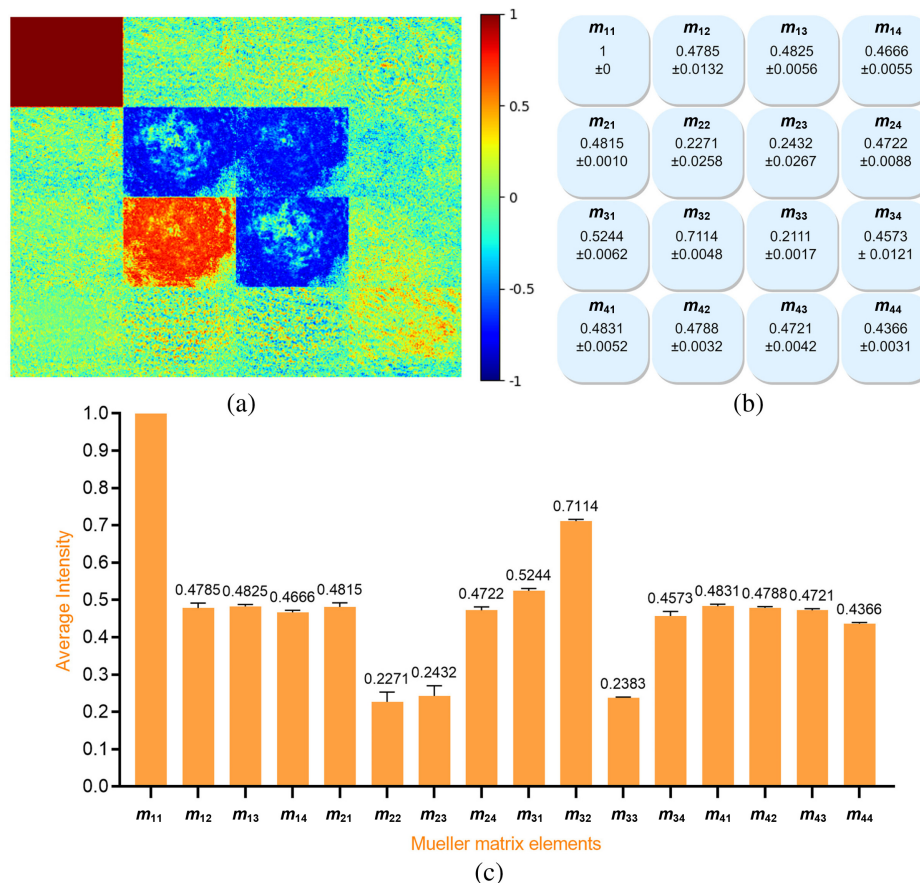 1
0.5
0
-0.5
-1
(a)
m11 m12 m13 m14
1 0.4785 0.4825 0.4666
±0 ±0.0132 ±0.0056 ±0.0055
m21 m22 m23 m24
0.4815 0.2271 0.2432 0.4722
±0.0010 ±0.0258 ±0.0267 ±0.0088
m31 m32 m33 m34
0.5244 0.7114 0.2111 0.4573
±0.0062 ±0.0048 ±0.0017 ± 0.0121
m41 m42 m43 m44
0.4831 0.4788 0.4721 0.4366
±0.0052 ±0.0032 ±0.0042 ±0.0031
(b)
Average Intensity
1.0
0.9
0.8
0.7
0.6
0.5
0.4
0.3
0.2
0.1
0.0
0.4785 0.4825 0.4666 0.4815 0.2271 0.2432 0.4722 0.5244 0.7114 0.2383 0.4573 0.4831 0.4788 0.4721 0.4366
m11 m12 m13 m14 m21 m22 m23 m24 m31 m32 m33 m34 m41 m42 m43 m44
Mueller matrix elements
(c)